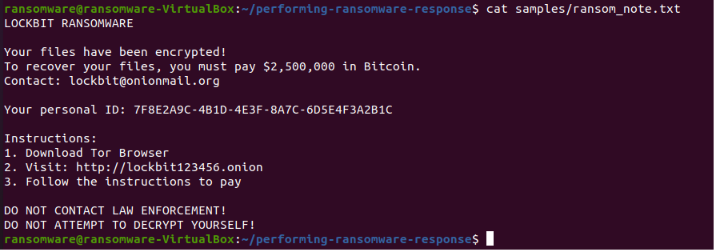 ransomware@ransomware-VirtualBox:~/performing-ransomware-response$ cat samples/ransom_note.txt
LOCKBIT RANSOMWARE
Your files have been encrypted!
To recover your files, you must pay $2,500,000 in Bitcoin.
Contact: lockbit@onionmail.org
Your personal ID: 7F8E2A9C-4B1D-4E3F-8A7C-6D5E4F3A2B1C
Instructions:
1. Download Tor Browser
2. Visit: http://lockbit123456.onion
3. Follow the instructions to pay
DO NOT CONTACT LAW ENFORCEMENT!
DO NOT ATTEMPT TO DECRYPT YOURSELF!
ransomware@ransomware-VirtualBox:~/performing-ransomware-response$